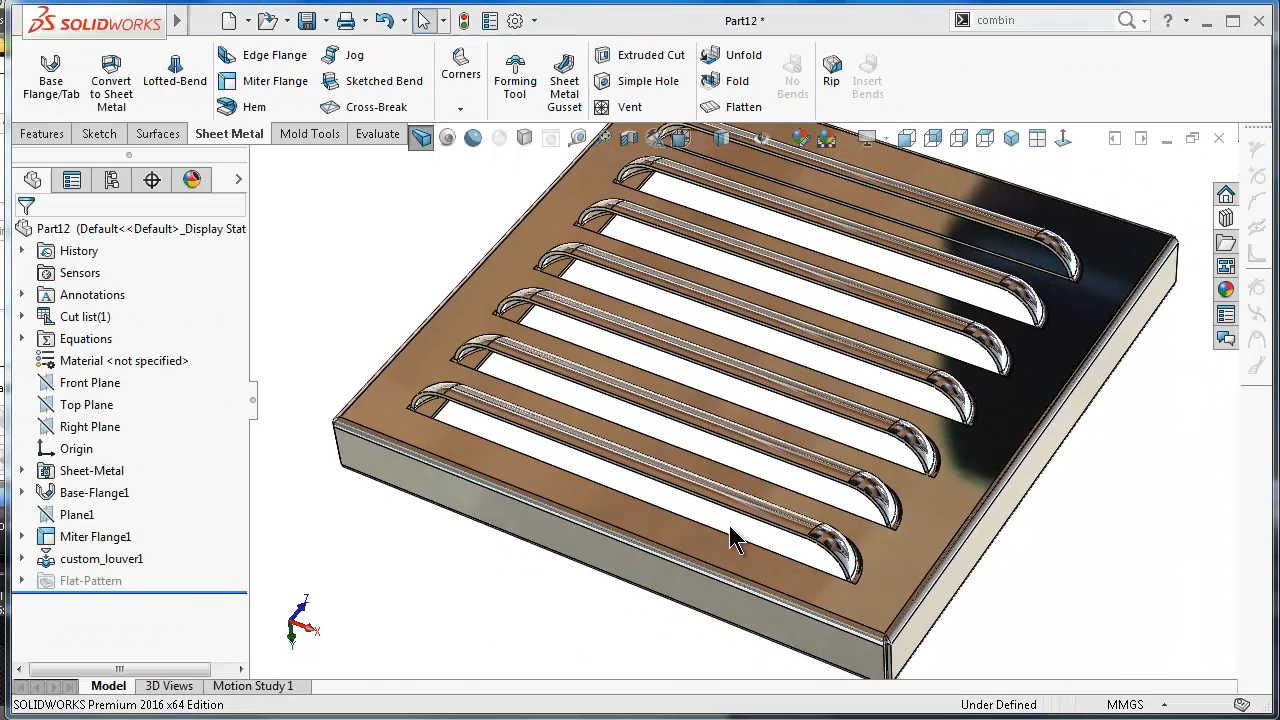 SOLIDWORKS
Part12 *
combin
?
Base Flange/Tab
Convert to Sheet Metal
Lofted-Bend
Edge Flange
Miter Flange
Hem
Jog
Sketched Bend
Cross-Break
Corners
Forming Tool
Sheet Metal Gusset
Extruded Cut
Simple Hole
Vent
Unfold
Fold
Flatten
No Bends
Rip
Insert Bends
Features
Sketch
Surfaces
Sheet Metal
Mold Tools
Evaluate
Part12 (Default<<Default>_Display Stat
History
Sensors
Annotations
Cut list(1)
Equations
Material <not specified>
Front Plane
Top Plane
Right Plane
Origin
Sheet-Metal
Base-Flange1
Plane1
Miter Flange1
custom_louver1
Flat-Pattern
Z
X
Y
Model
3D Views
Motion Study 1
SOLIDWORKS Premium 2016 x64 Edition
Under Defined
MMGS